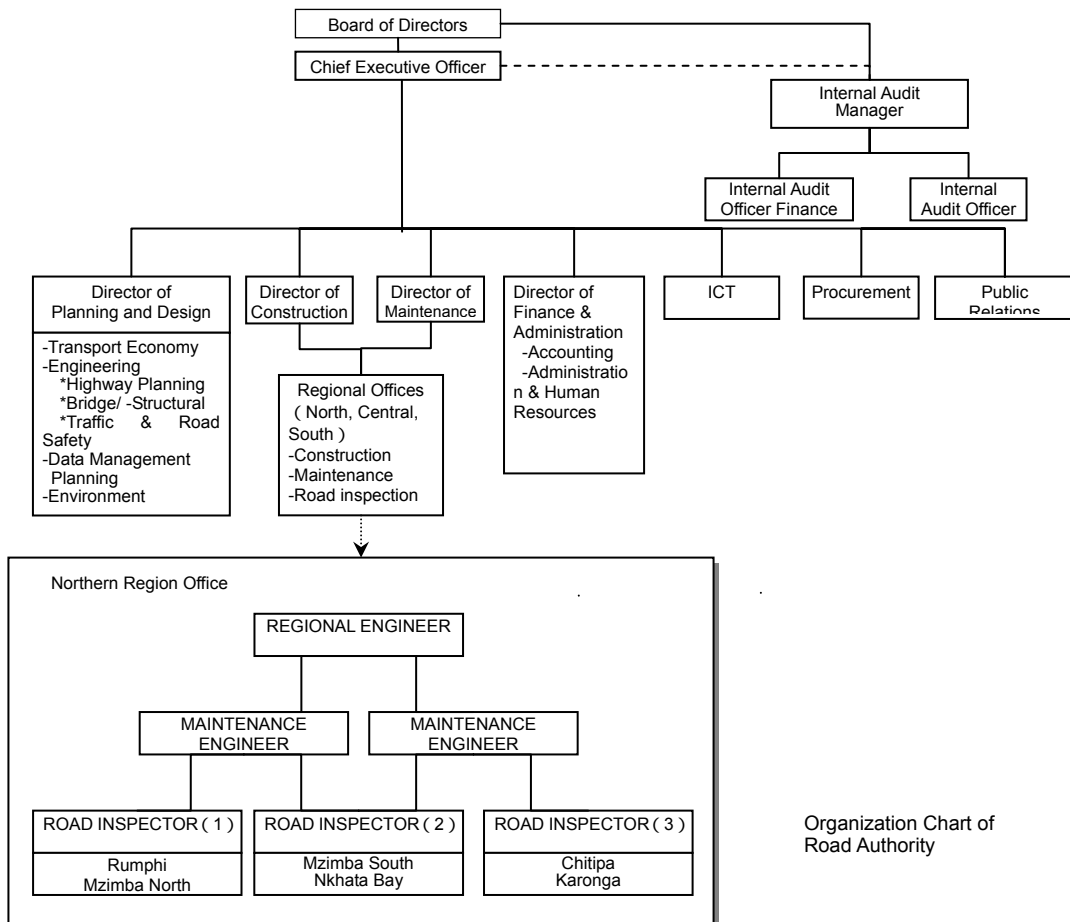 Board of Directors
Chief Executive Officer
Internal Audit
Manager
Internal Audit
Officer Finance
Internal
Audit Officer
Director of
Planning and Design
-Transport Economy
-Engineering
*Highway Planning
*Bridge/ -Structural
*Traffic & Road
Safety
-Data Management
Planning
-Environment
Director of
Construction
Director of
Maintenance
Regional Offices
( North, Central,
South )
-Construction
-Maintenance
-Road inspection
Director of
Finance &
Administration
-Accounting
-Administratio
n & Human
Resources
ICT
Procurement
Public
Relations
Northern Region Office
REGIONAL ENGINEER
MAINTENANCE
ENGINEER
MAINTENANCE
ENGINEER
ROAD INSPECTOR ( 1 )
Rumphi
Mzimba North
ROAD INSPECTOR ( 2 )
Mzimba South
Nkhata Bay
ROAD INSPECTOR ( 3 )
Chitipa
Karonga
Organization Chart of
Road Authority